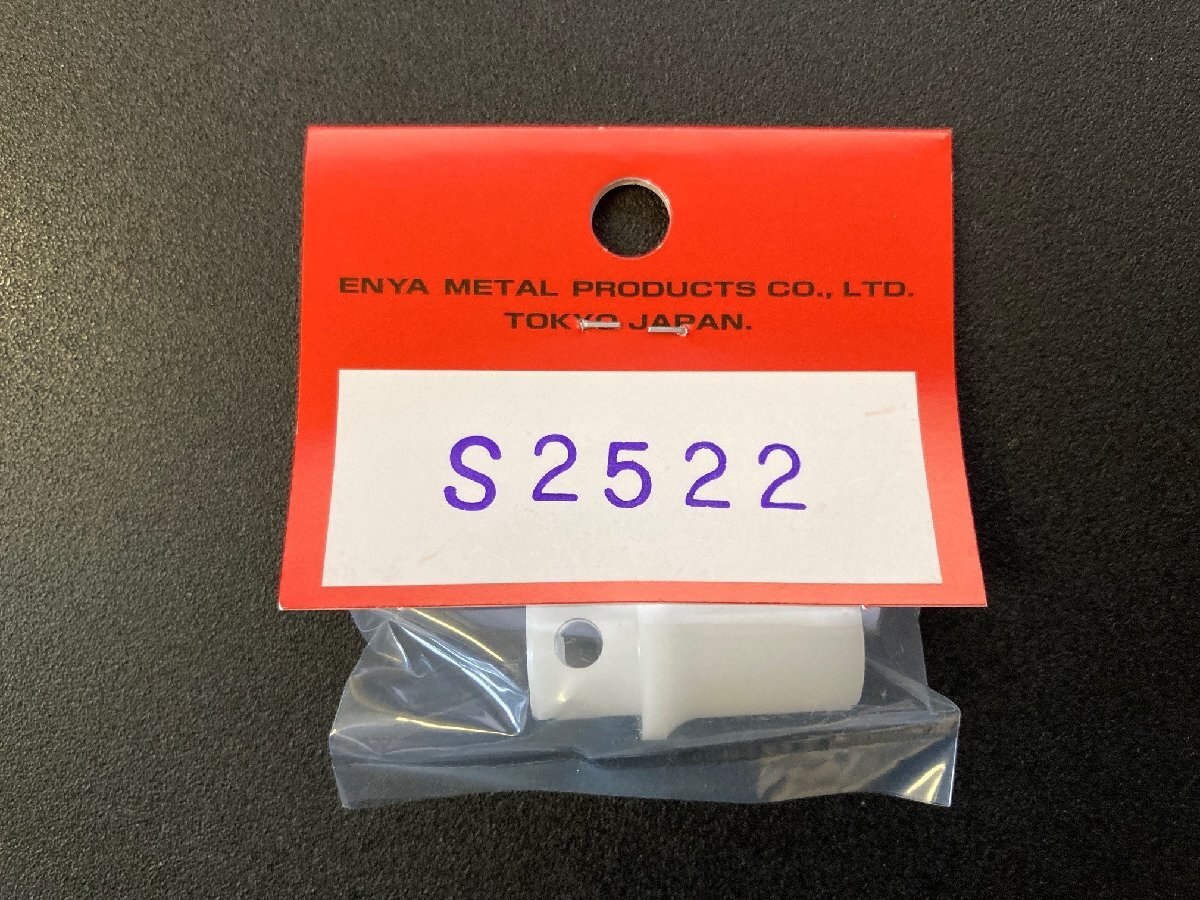 ENYA METAL PRODUCTS CO., LTD.
TOKYO JAPAN.
S2522